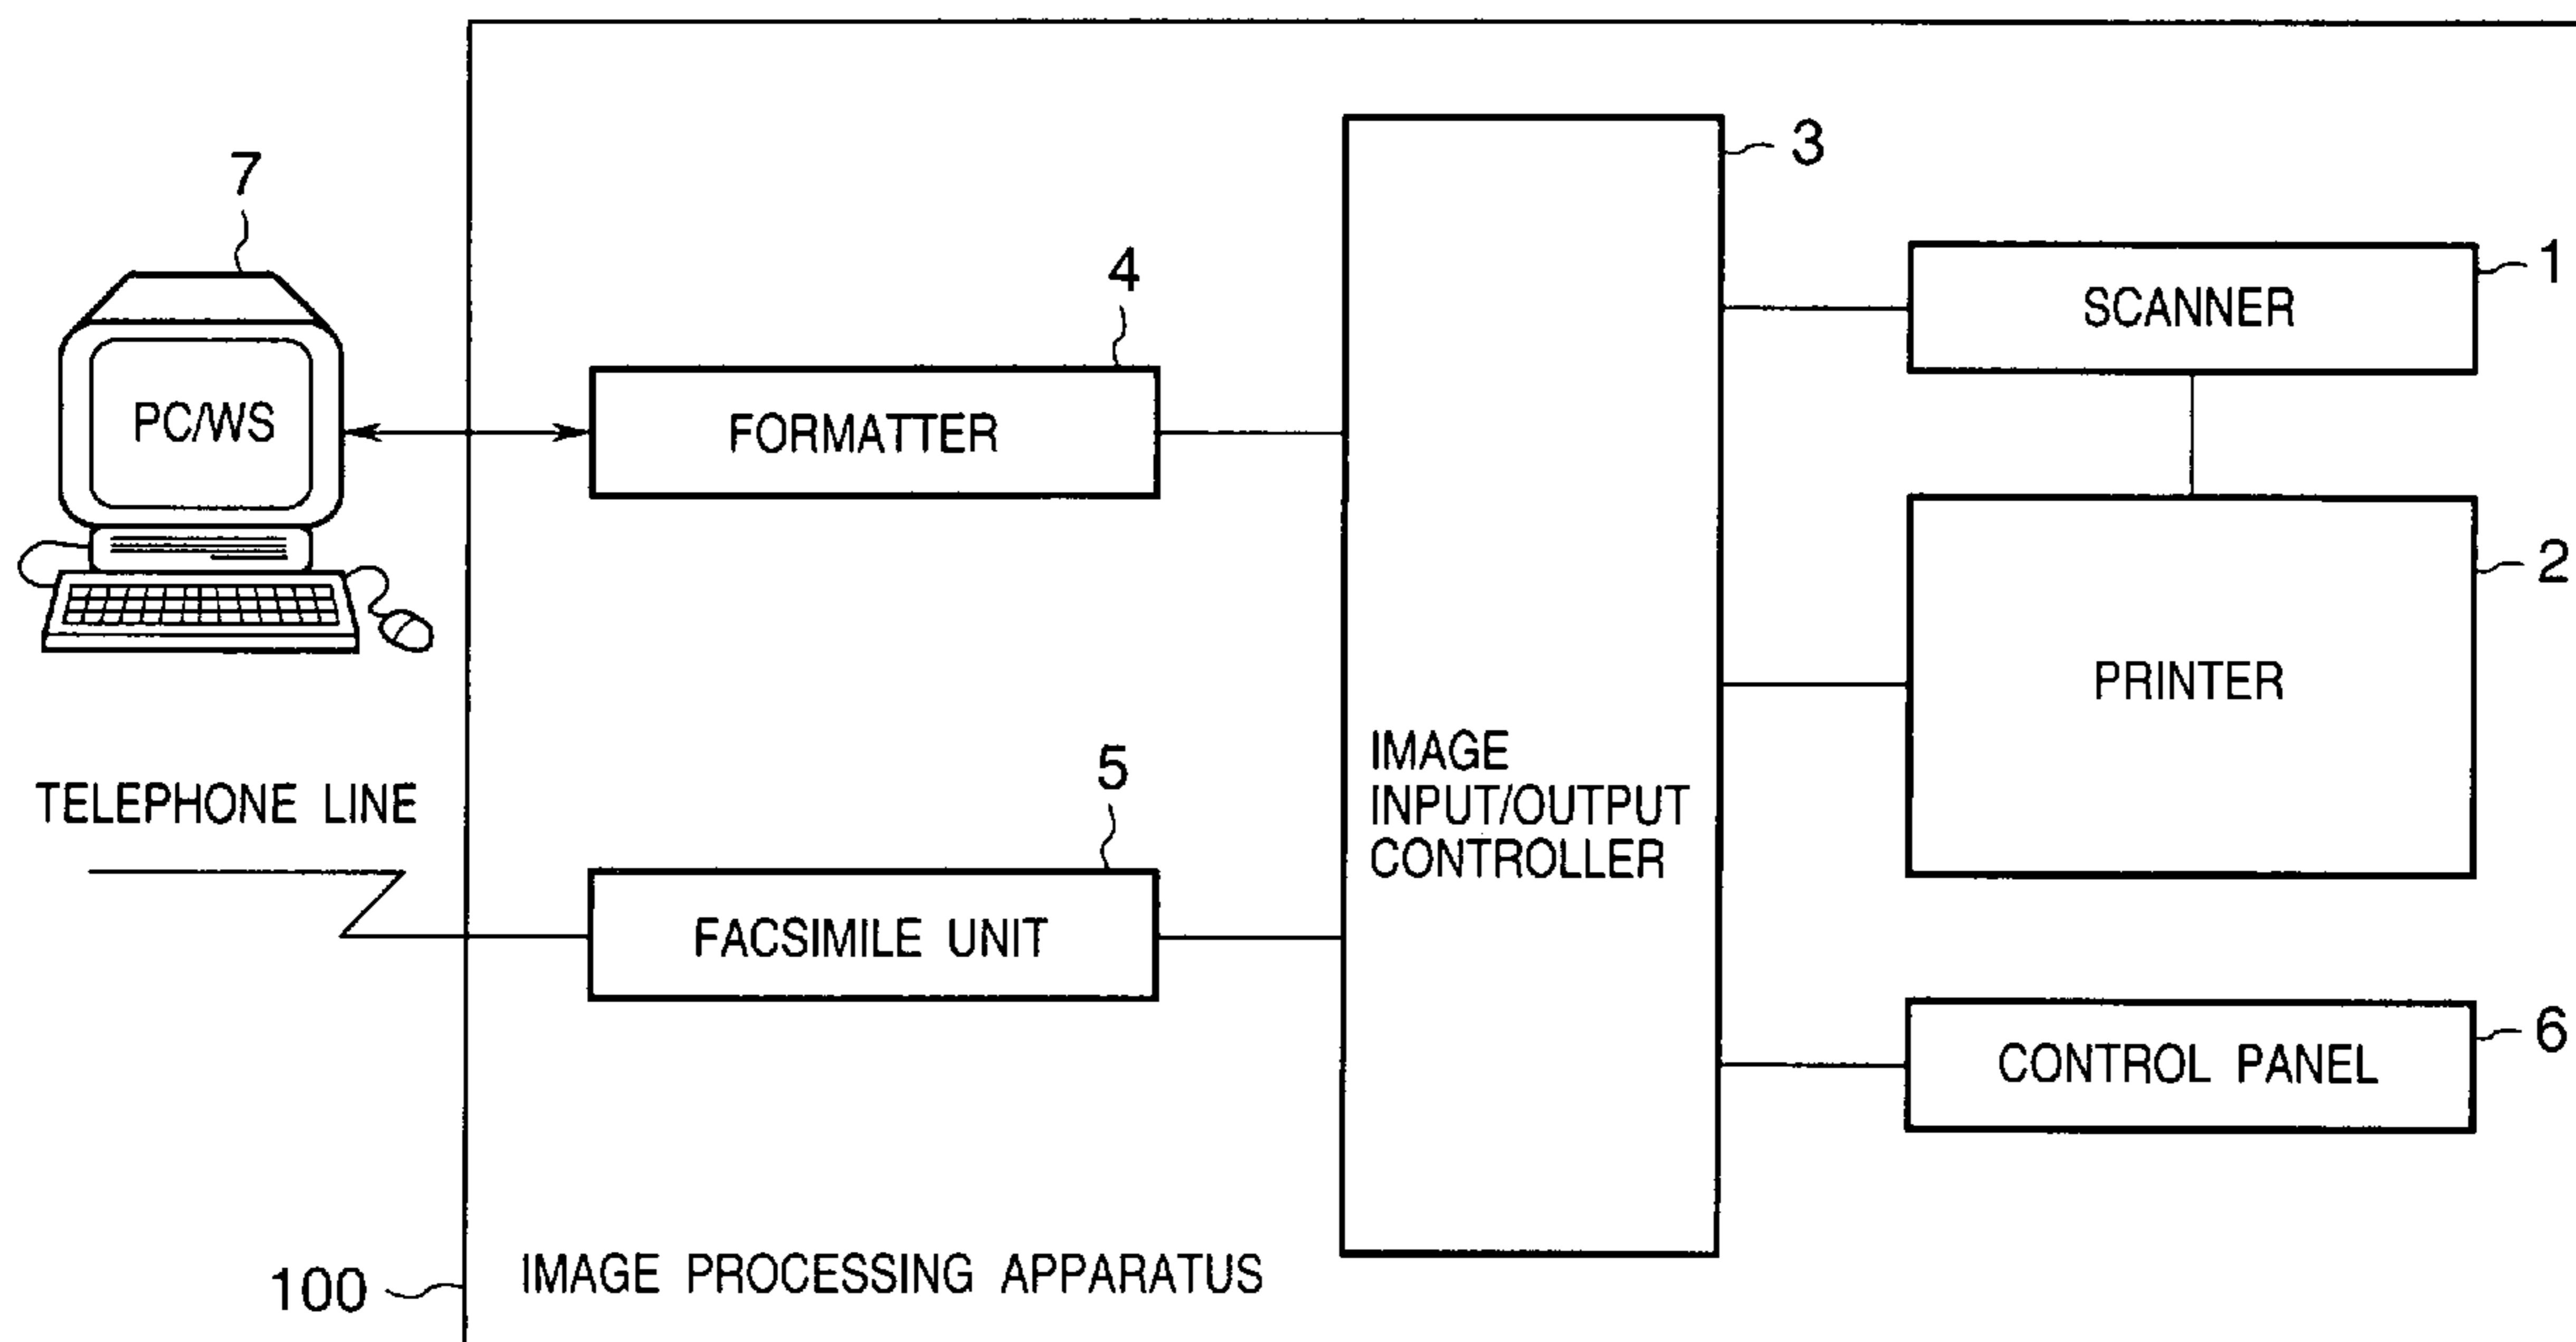 3
7
1
4
SCANNER
PC/WS
FORMATTER
2
PRINTER
IMAGE
INPUT/OUTPUT
CONTROLLER
5
TELEPHONE LINE
FACSIMILE UNIT
6
CONTROL PANEL
100
IMAGE PROCESSING APPARATUS